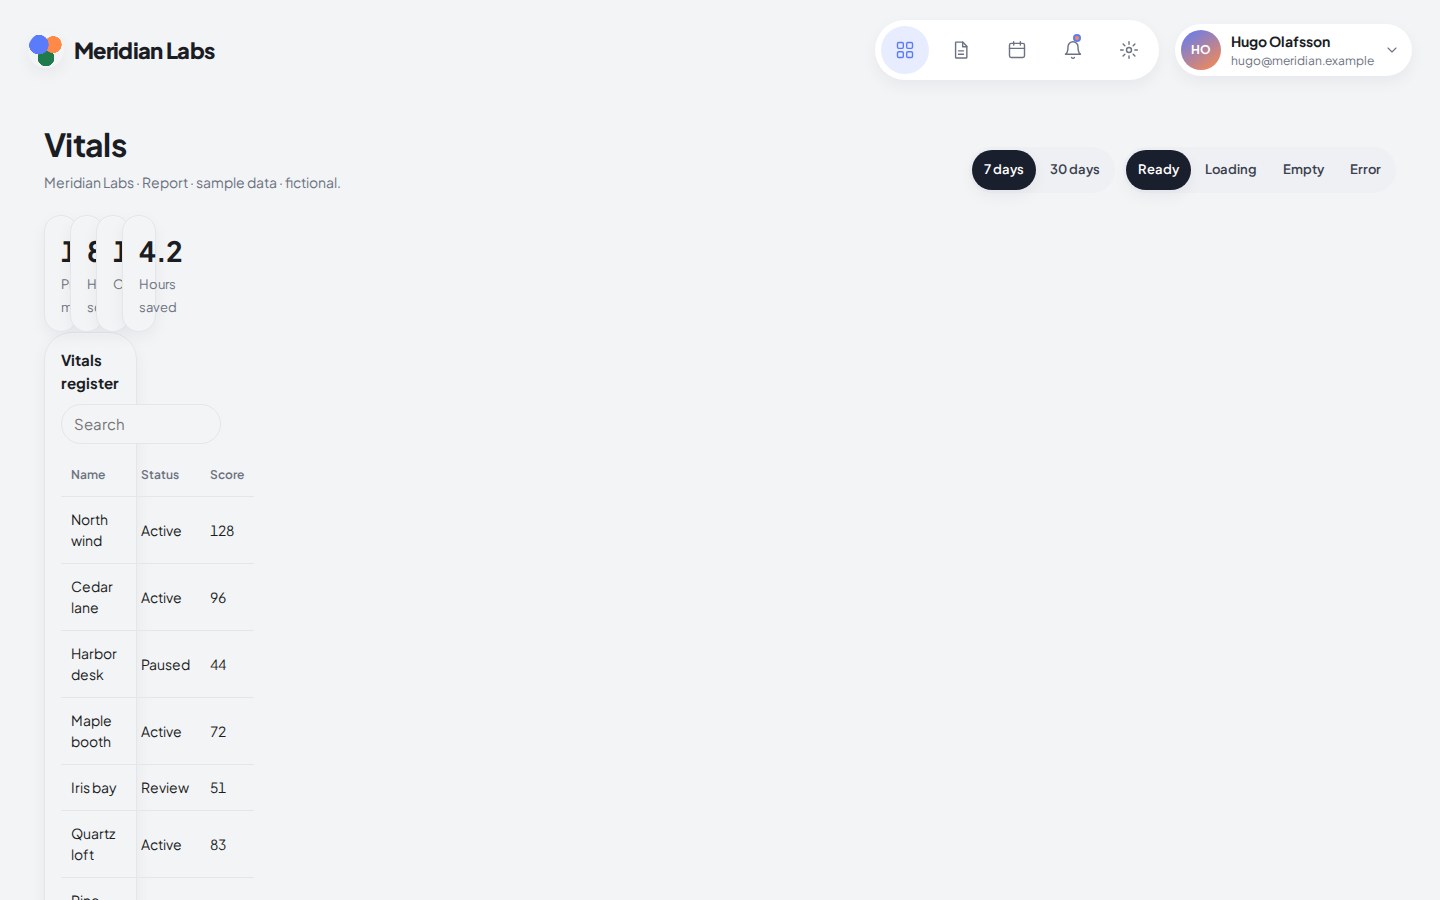 Meridian Labs
HO
Hugo Olafsson
hugo@meridian.example
Vitals
Meridian Labs · Report · sample data · fictional.
7 days
30 days
Ready
Loading
Empty
Error
4.2
Hours
saved
Vitals
register
Search
Name Status Score
North
wind
Active 128
Cedar
lane
Active 96
Harbor
desk
Paused 44
Maple
booth
Active 72
Iris bay Review 51
Quartz
loft
Active 83